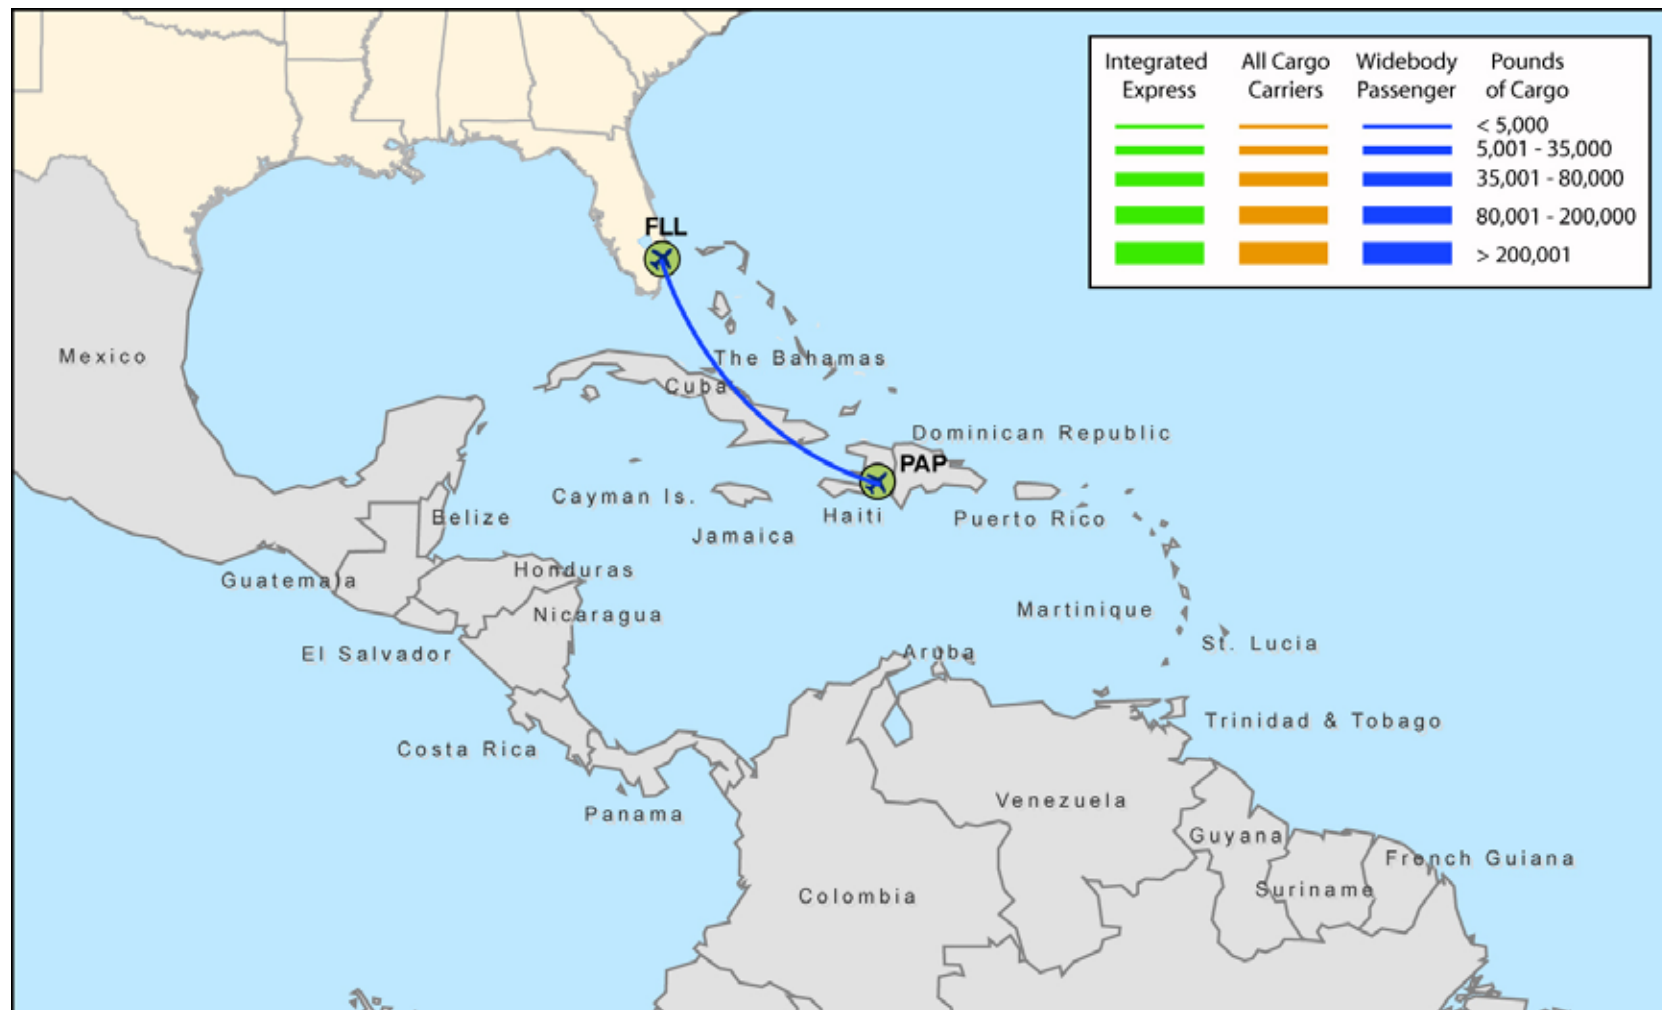 Integrated Express
All Cargo Carriers
Widebody Passenger
Pounds of Cargo
< 5,000
5,001 - 35,000
35,001 - 80,000
80,001 - 200,000
> 200,001
FLL
Mexico
The Bahamas
Cuba
Dominican Republic
PAP
Cayman Is.
Haiti
Puerto Rico
Belize
Jamaica
Guatemala
Honduras
Nicaragua
Martinique
El Salvador
Aruba
St. Lucia
Trinidad & Tobago
Costa Rica
Panama
Venezuela
Guyana
French Guiana
Suriname
Colombia